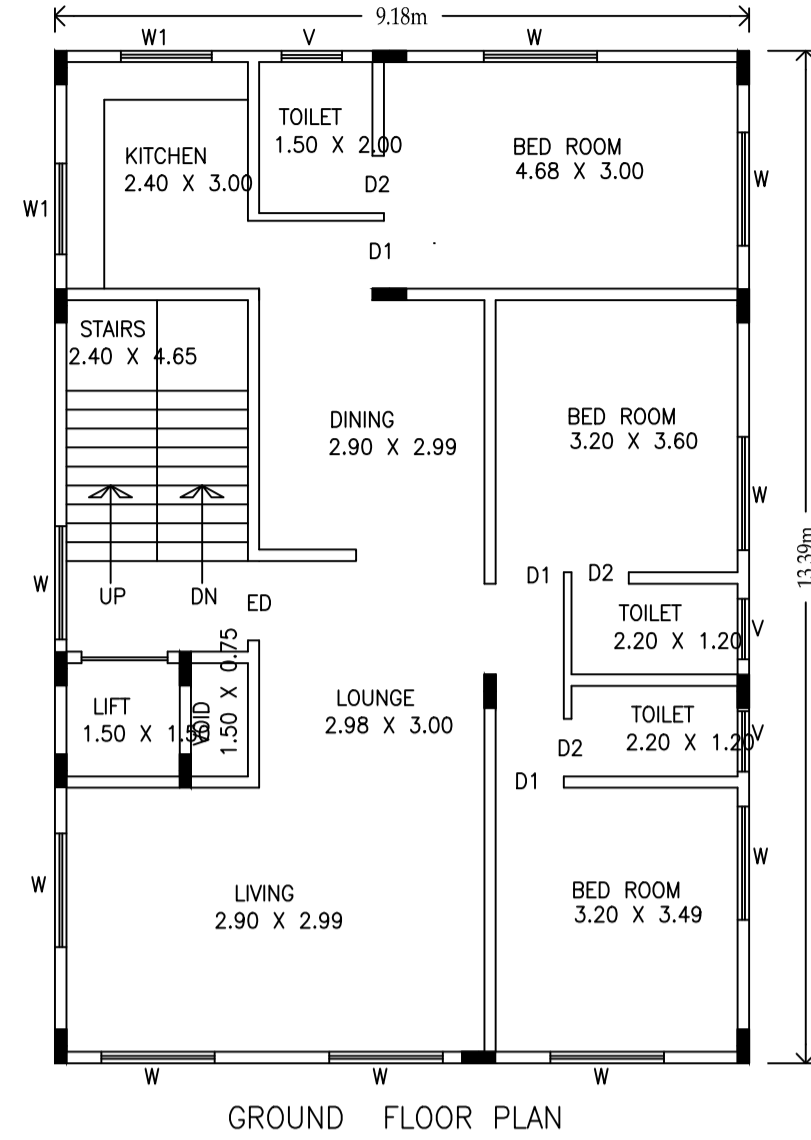 9.18m
W1
V
W
TOILET
1.50 X 2.00
KITCHEN
2.40 X 3.00
BED ROOM
4.68 X 3.00
W
W1
D2
D1
STAIRS
2.40 X 4.65
DINING
2.90 X 2.99
BED ROOM
3.20 X 3.60
W
13.39m
W
UP
DN
ED
D1
D2
TOILET
2.20 X 1.20
V
LIFT
1.50 X 1.56
VOID
1.50 X 0.75
LOUNGE
2.98 X 3.00
TOILET
2.20 X 1.20
V
D2
D1
W
W
LIVING
2.90 X 2.99
BED ROOM
3.20 X 3.49
W
W
W
GROUND FLOOR PLAN